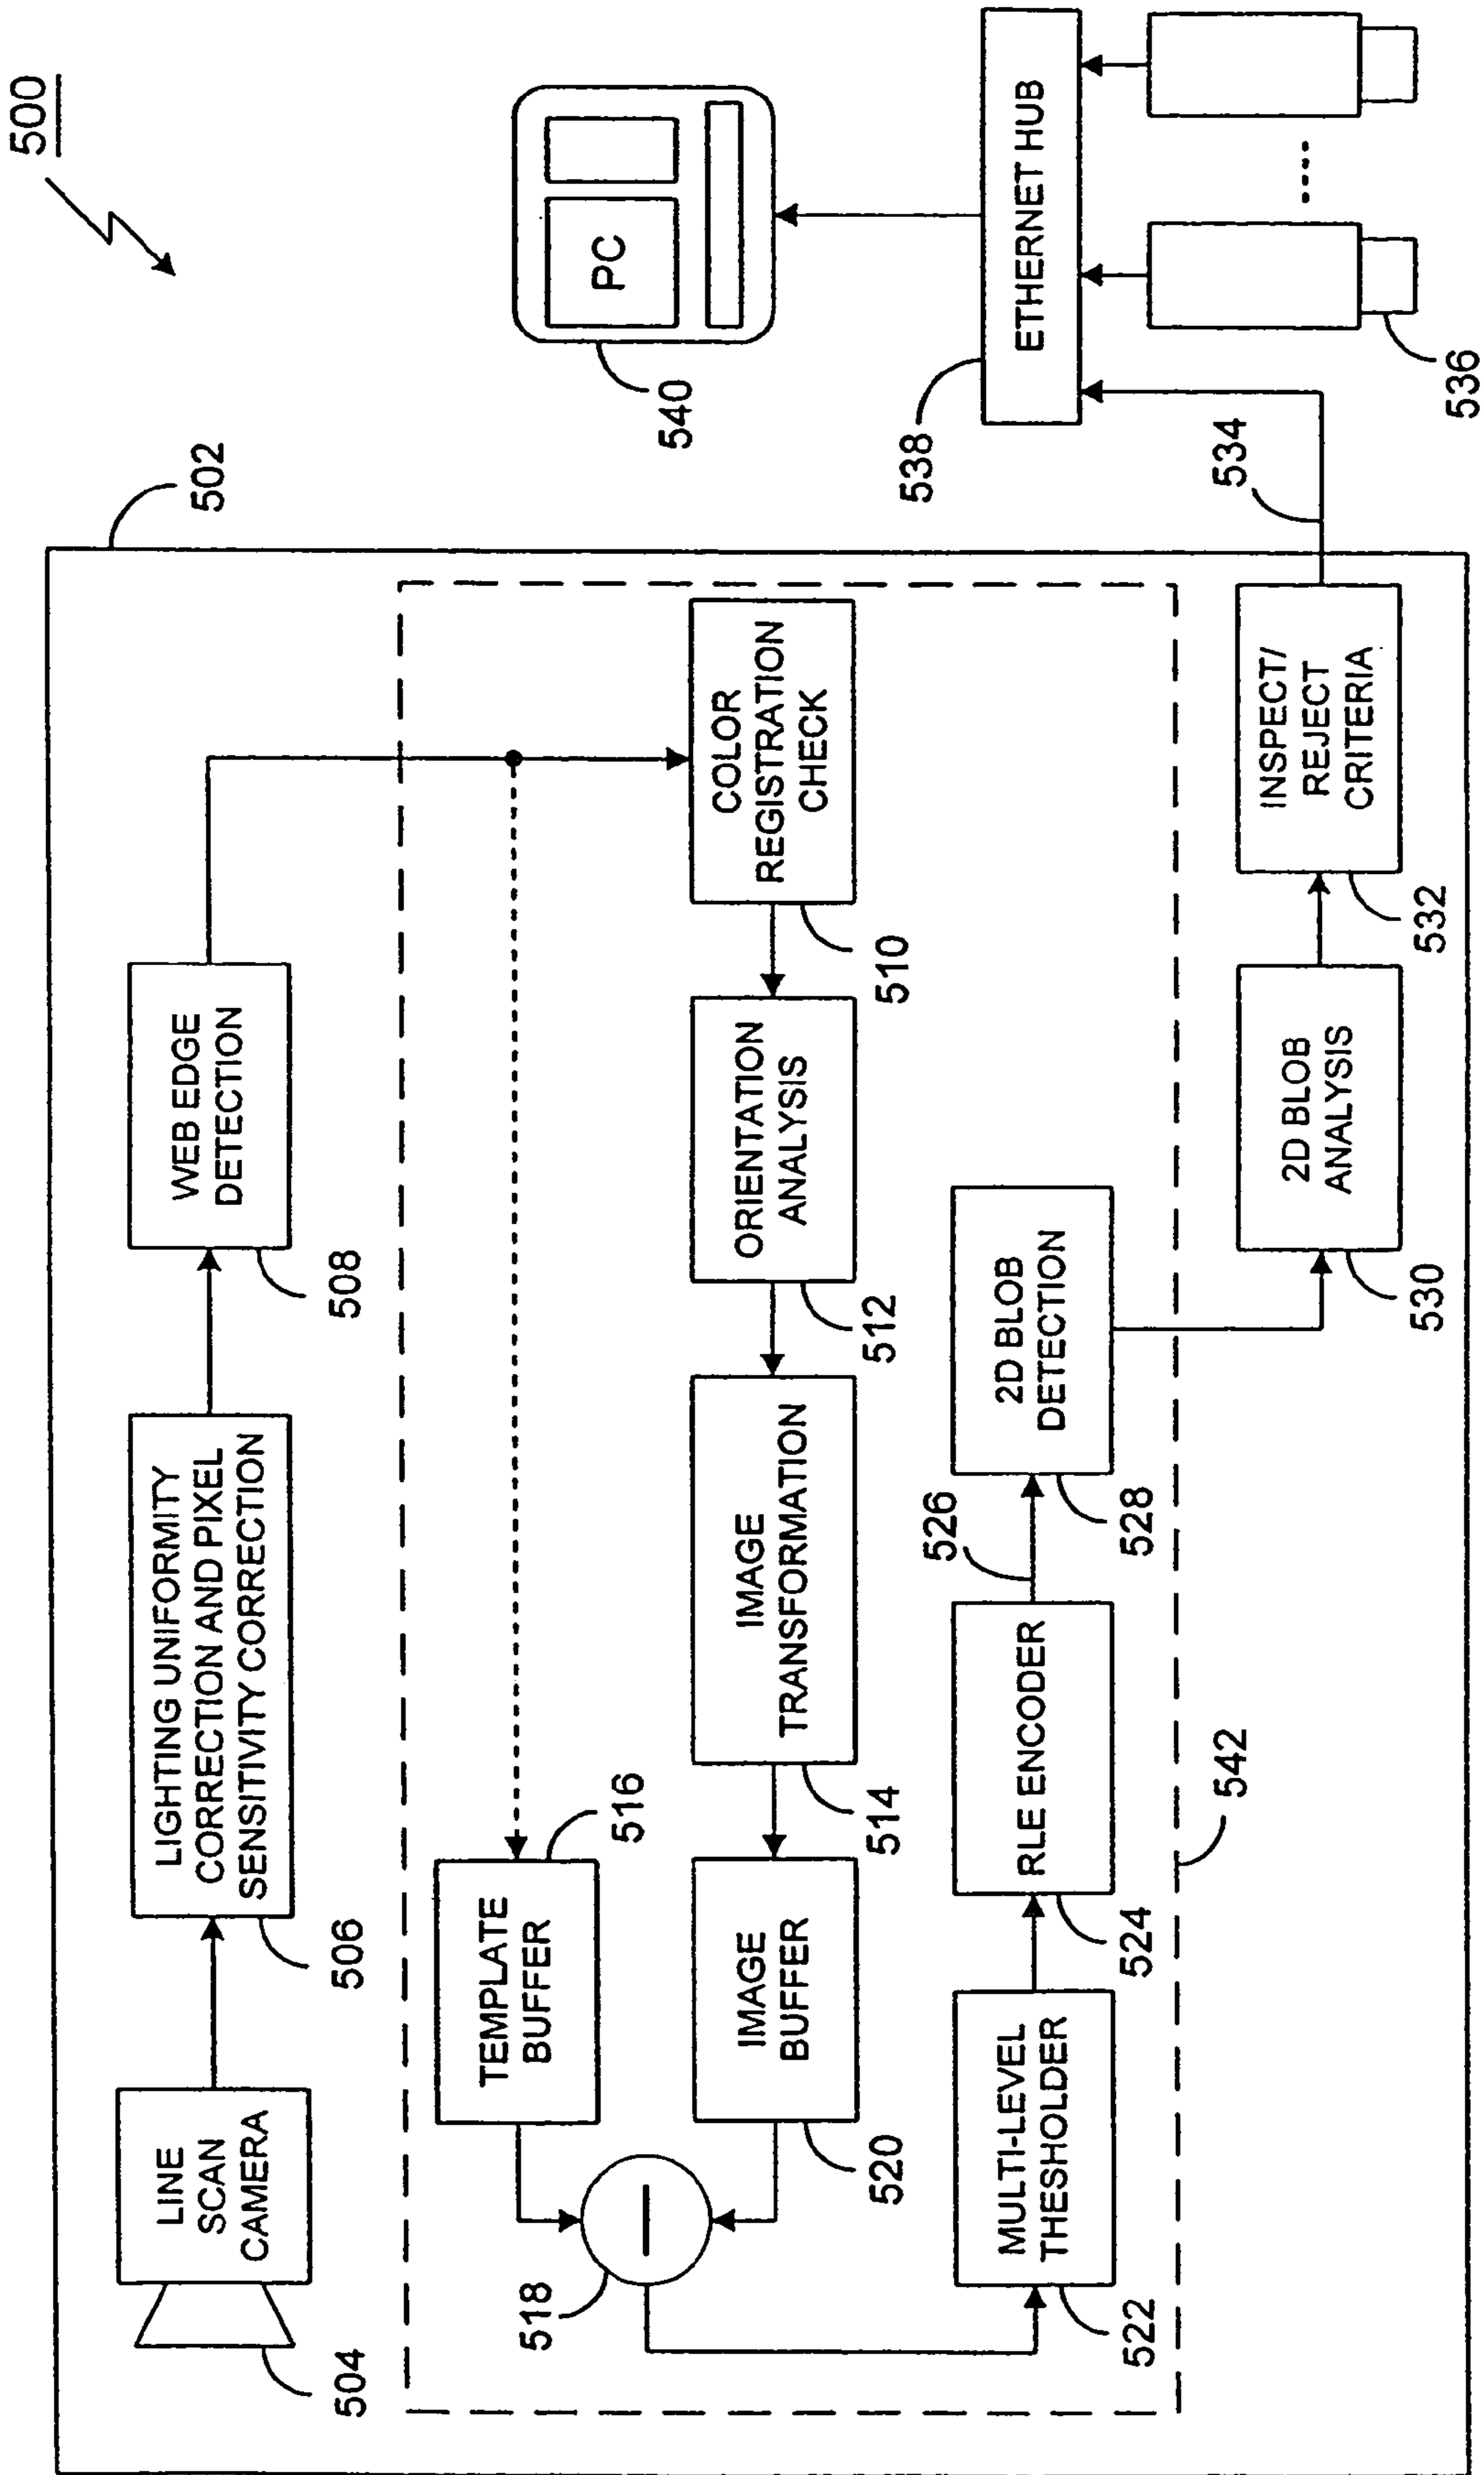 500
502
LINE
SCAN
CAMERA
504
LIGHTING UNIFORMITY
CORRECTION AND PIXEL
SENSITIVITY CORRECTION
506
WEB EDGE
DETECTION
508
TEMPLATE
BUFFER
516
COLOR
REGISTRATION
CHECK
510
ORIENTATION
ANALYSIS
512
IMAGE
TRANSFORMATION
514
IMAGE
BUFFER
520
518
MULTI-LEVEL
THESHOLDER
522
RLE ENCODER
524
526
2D BLOB
DETECTION
528
542
2D BLOB
ANALYSIS
530
INSPECT/
REJECT
CRITERIA
532
534
PC
540
ETHERNET HUB
538
536